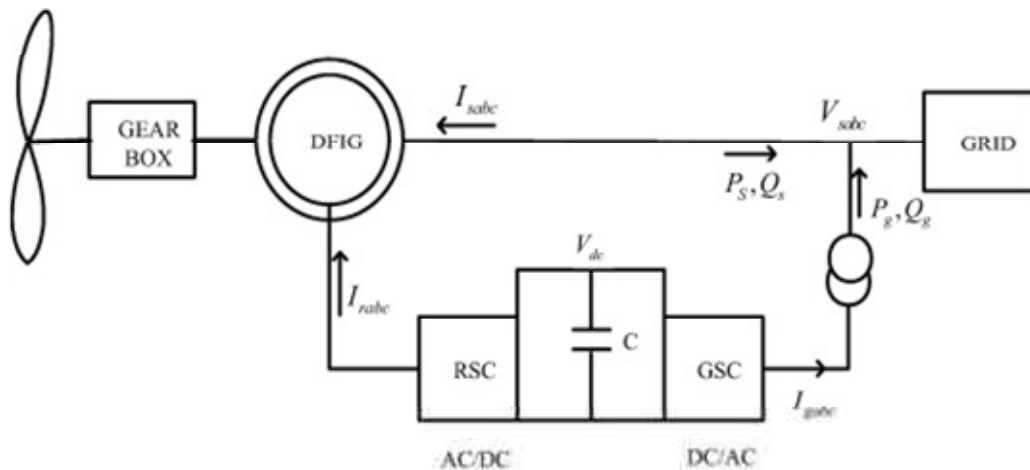 GEAR
BOX
DFIG
I_sabc
V_sabc
GRID
P_S, Q_s
P_g, Q_g
V_dc
I_rabc
C
RSC
GSC
I_gabc
AC/DC
DC/AC